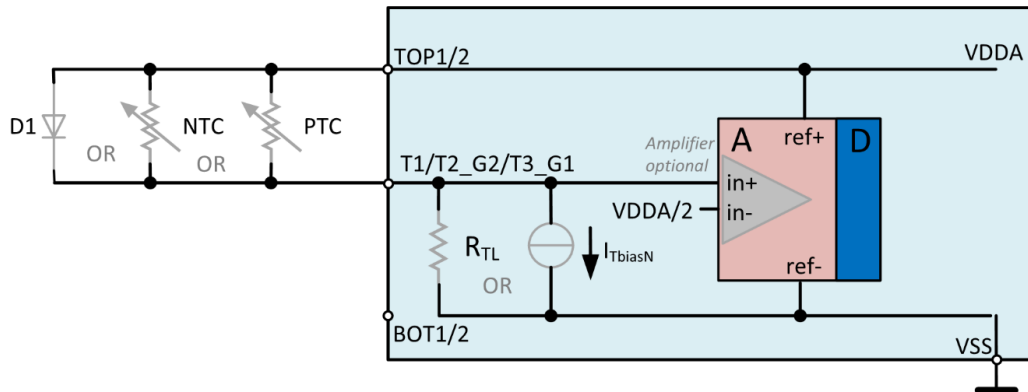 TOP1/2
VDDA
D1
NTC
PTC
OR
OR
A
ref+
D
Amplifier
optional
T1/T2_G2/T3_G1
in+
VDDA/2
in-
RTL
ITbiasN
OR
ref-
BOT1/2
VSS